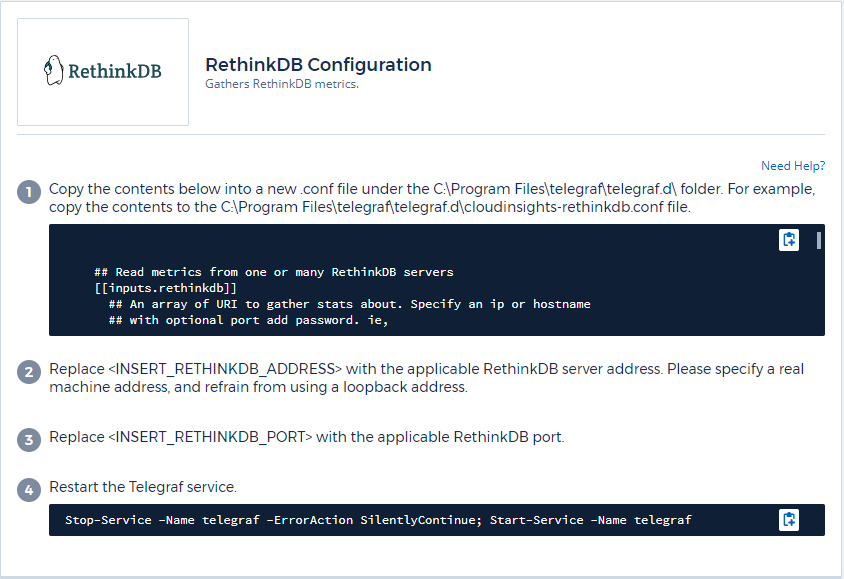 RethinkDB
RethinkDB Configuration
Gathers RethinkDB metrics.
Need Help?
1
Copy the contents below into a new .conf file under the C:\Program Files\telegraf\telegraf.d\ folder. For example,
copy the contents to the C:\Program Files\telegraf\telegraf.d\cloudinsights-rethinkdb.conf file.
## Read metrics from one or many RethinkDB servers
[[inputs.rethinkdb]]
## An array of URI to gather stats about. Specify an ip or hostname
## with optional port add password. ie,
2
Replace <INSERT_RETHINKDB_ADDRESS> with the applicable RethinkDB server address. Please specify a real
machine address, and refrain from using a loopback address.
3
Replace <INSERT_RETHINKDB_PORT> with the applicable RethinkDB port.
4
Restart the Telegraf service.
Stop-Service –Name telegraf –ErrorAction SilentlyContinue; Start-Service –Name telegraf